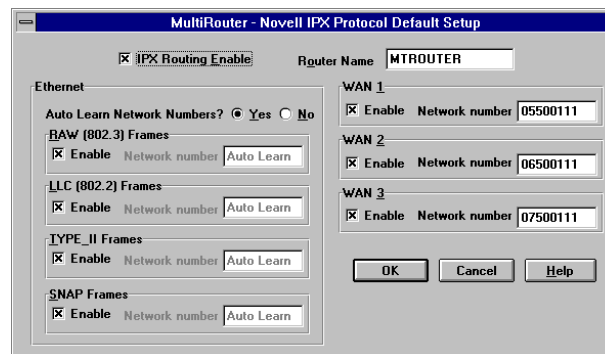 MultiRouter - Novell IPX Protocol Default Setup
IPX Routing Enable
Router Name MTROUTER
Ethernet
Auto Learn Network Numbers? Yes No
RAW (802.3) Frames
Enable Network number Auto Learn
LLC (802.2) Frames
Enable Network number Auto Learn
TYPE_II Frames
Enable Network number Auto Learn
SNAP Frames
Enable Network number Auto Learn
WAN 1
Enable Network number 05500111
WAN 2
Enable Network number 06500111
WAN 3
Enable Network number 07500111
OK Cancel Help